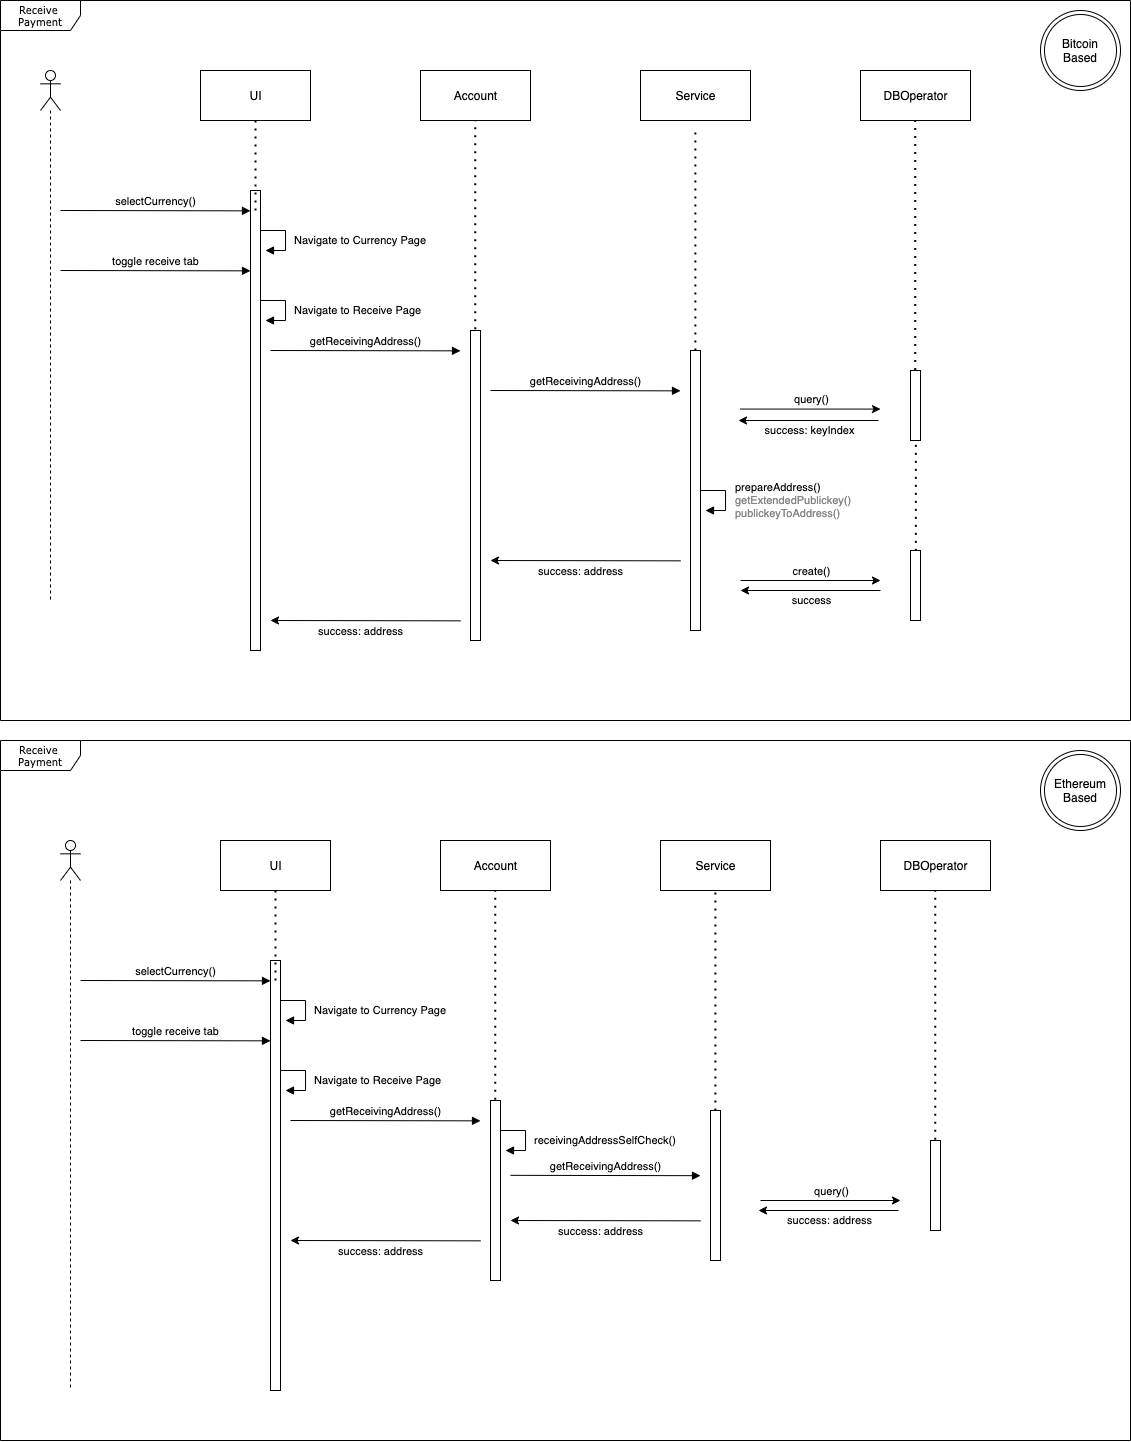 Receive
Payment
Bitcoin
Based
UI
Account
Service
DBOperator
selectCurrency()
Navigate to Currency Page
toggle receive tab
Navigate to Receive Page
getReceivingAddress()
getReceivingAddress()
query()
success: keyIndex
prepareAddress()
getExtendedPublickey()
publickeyToAddress()
success: address
create()
success
success: address
Receive
Payment
Ethereum
Based
UI
Account
Service
DBOperator
selectCurrency()
Navigate to Currency Page
toggle receive tab
Navigate to Receive Page
getReceivingAddress()
receivingAddressSelfCheck()
getReceivingAddress()
query()
success: address
success: address
success: address